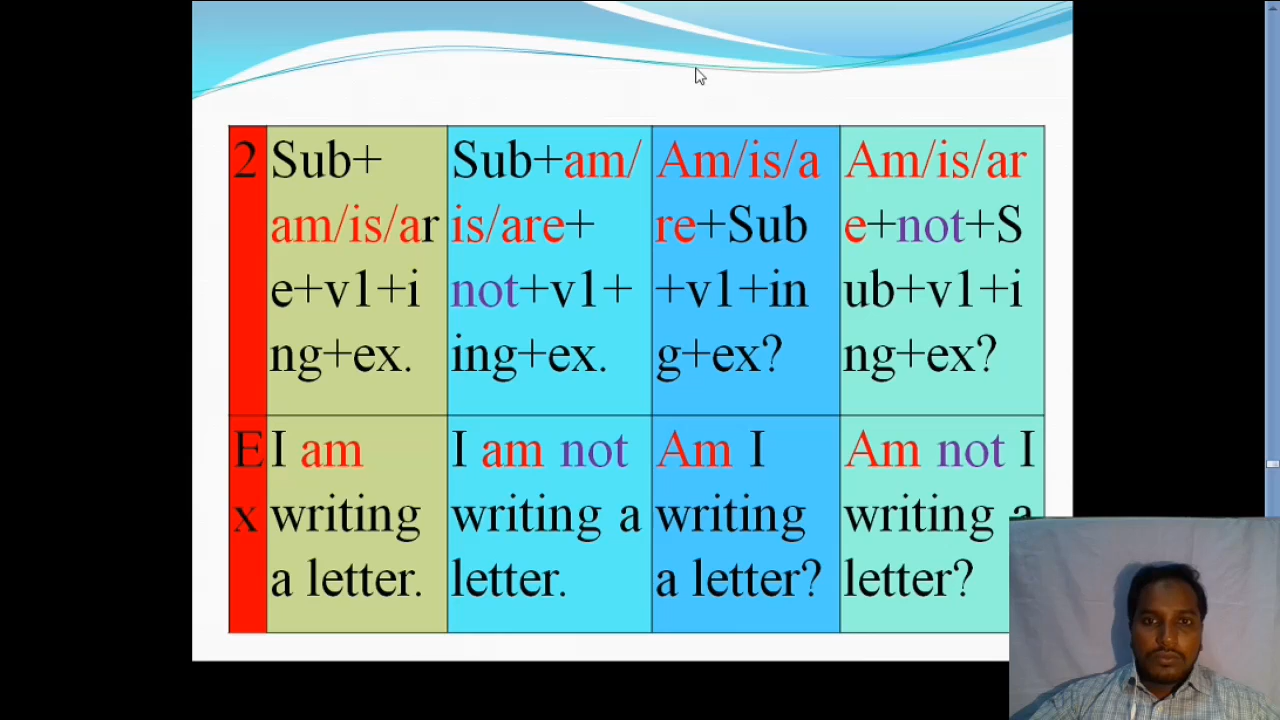 2
Sub+
am/is/ar
e+v1+i
ng+ex.
Sub+am/
is/are+
not+v1+
ing+ex.
Am/is/a
re+Sub
+v1+in
g+ex?
Am/is/ar
e+not+S
ub+v1+i
ng+ex?
E
x
I am
writing
a letter.
I am not
writing a
letter.
Am I
writing
a letter?
Am not I
writing a
letter?